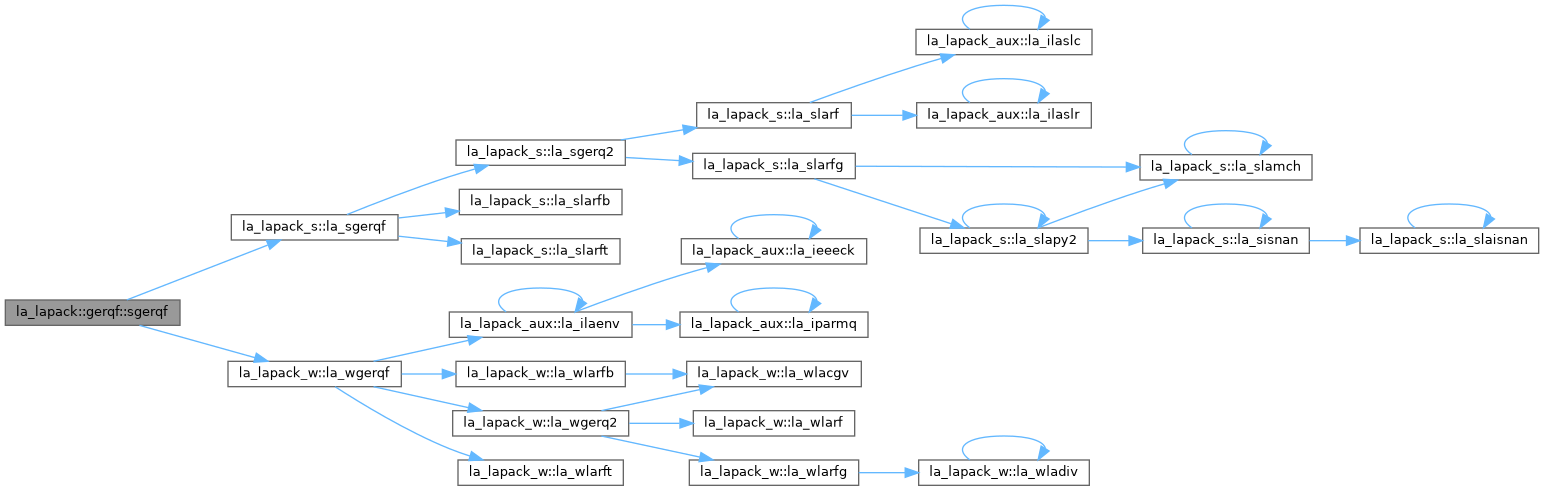 la_lapack_aux::la_ilaslc
la_lapack_s::la_slarf
la_lapack_aux::la_ilaslr
la_lapack_s::la_sgerq2
la_lapack_s::la_slarfg
la_lapack_s::la_slamch
la_lapack_s::la_slarfb
la_lapack_s::la_sgerqf
la_lapack_s::la_slapy2
la_lapack_s::la_sisnan
la_lapack_s::la_slaisnan
la_lapack_s::la_slarft
la_lapack_aux::la_ieeeck
la_lapack::gerqf::sgerqf
la_lapack_aux::la_ilaenv
la_lapack_aux::la_iparmq
la_lapack_w::la_wgerqf
la_lapack_w::la_wlarfb
la_lapack_w::la_wlacgv
la_lapack_w::la_wgerq2
la_lapack_w::la_wlarf
la_lapack_w::la_wlarft
la_lapack_w::la_wlarfg
la_lapack_w::la_wladiv